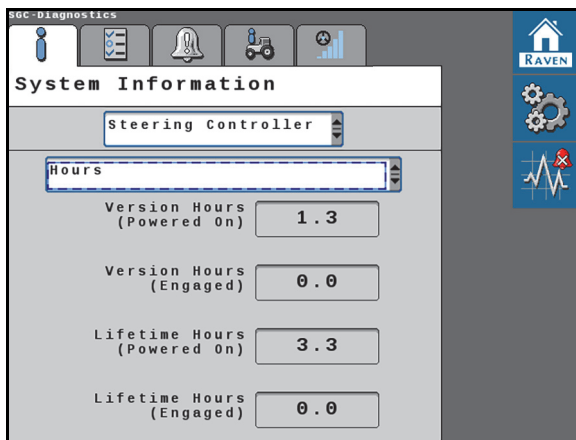 SGC-Diagnostics
RAVEN
System Information
Steering Controller
Hours
Version Hours
(Powered On)
1.3
Version Hours
(Engaged)
0.0
Lifetime Hours
(Powered On)
3.3
Lifetime Hours
(Engaged)
0.0